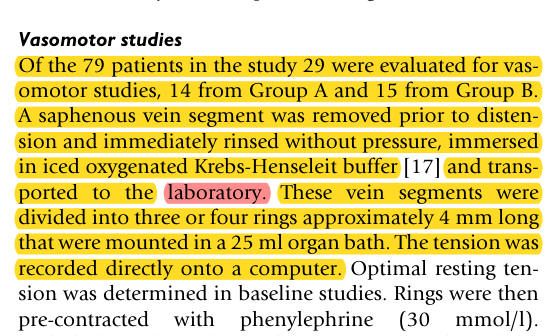 Vasomotor studies
Of the 79 patients in the study 29 were evaluated for vas-
omotor studies, 14 from Group A and 15 from Group B.
A saphenous vein segment was removed prior to disten-
sion and immediately rinsed without pressure, immersed
in iced oxygenated Krebs-Henseleit buffer [17] and trans-
ported to the laboratory. These vein segments were
divided into three or four rings approximately 4 mm long
that were mounted in a 25 ml organ bath. The tension was
recorded directly onto a computer. Optimal resting ten-
sion was determined in baseline studies. Rings were then
pre-contracted with phenylephrine (30 mmol/l).